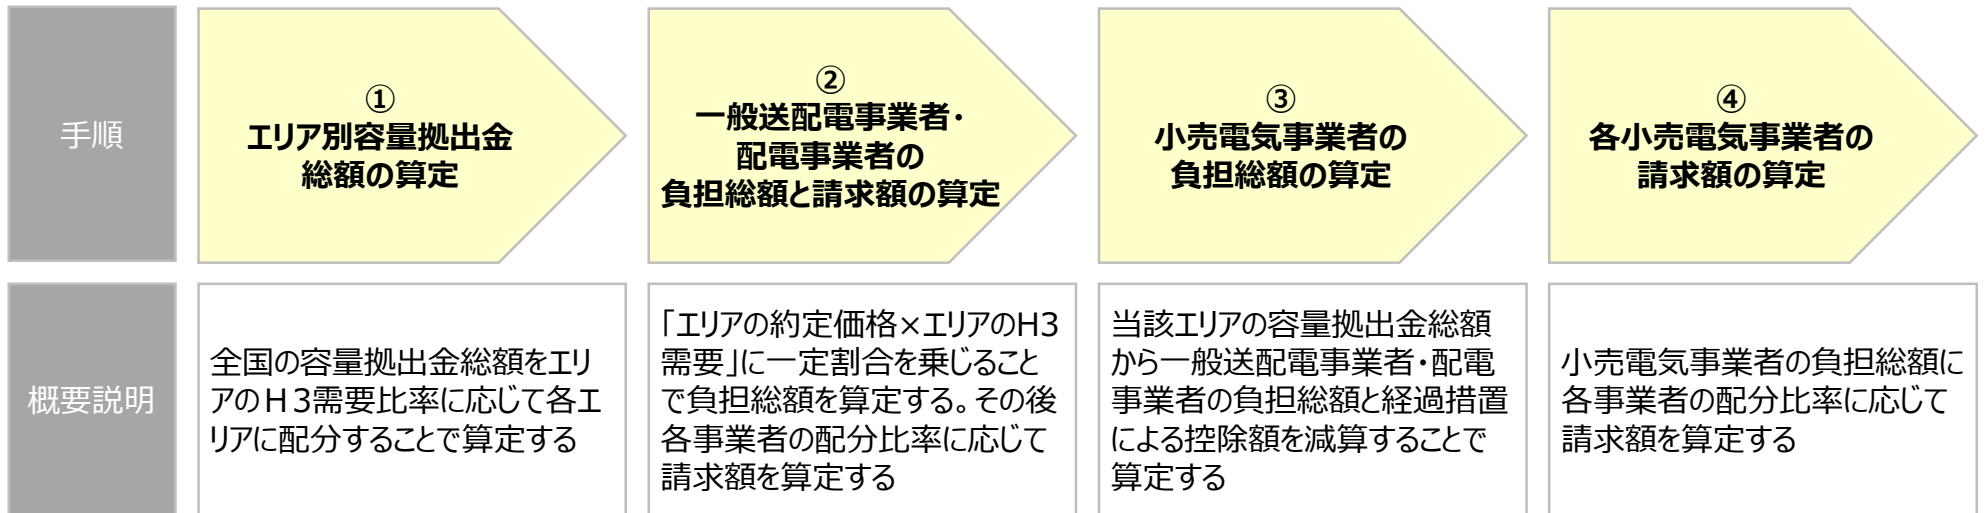 手順
①
エリア別容量拠出金
総額の算定
②
一般送配電事業者・
配電事業者の
負担総額と請求額の算定
③
小売電気事業者の
負担総額の算定
④
各小売電気事業者の
請求額の算定
概要説明
全国の容量拠出金総額をエリ
アのＨ3需要比率に応じて各エ
リアに配分することで算定する
「エリアの約定価格×エリアのH3
需要」に一定割合を乗じること
で負担総額を算定する。その後
各事業者の配分比率に応じて
請求額を算定する
当該エリアの容量拠出金総額
から一般送配電事業者・配電
事業者の負担総額と経過措置
による控除額を減算することで
算定する
小売電気事業者の負担総額に
各事業者の配分比率に応じて
請求額を算定する